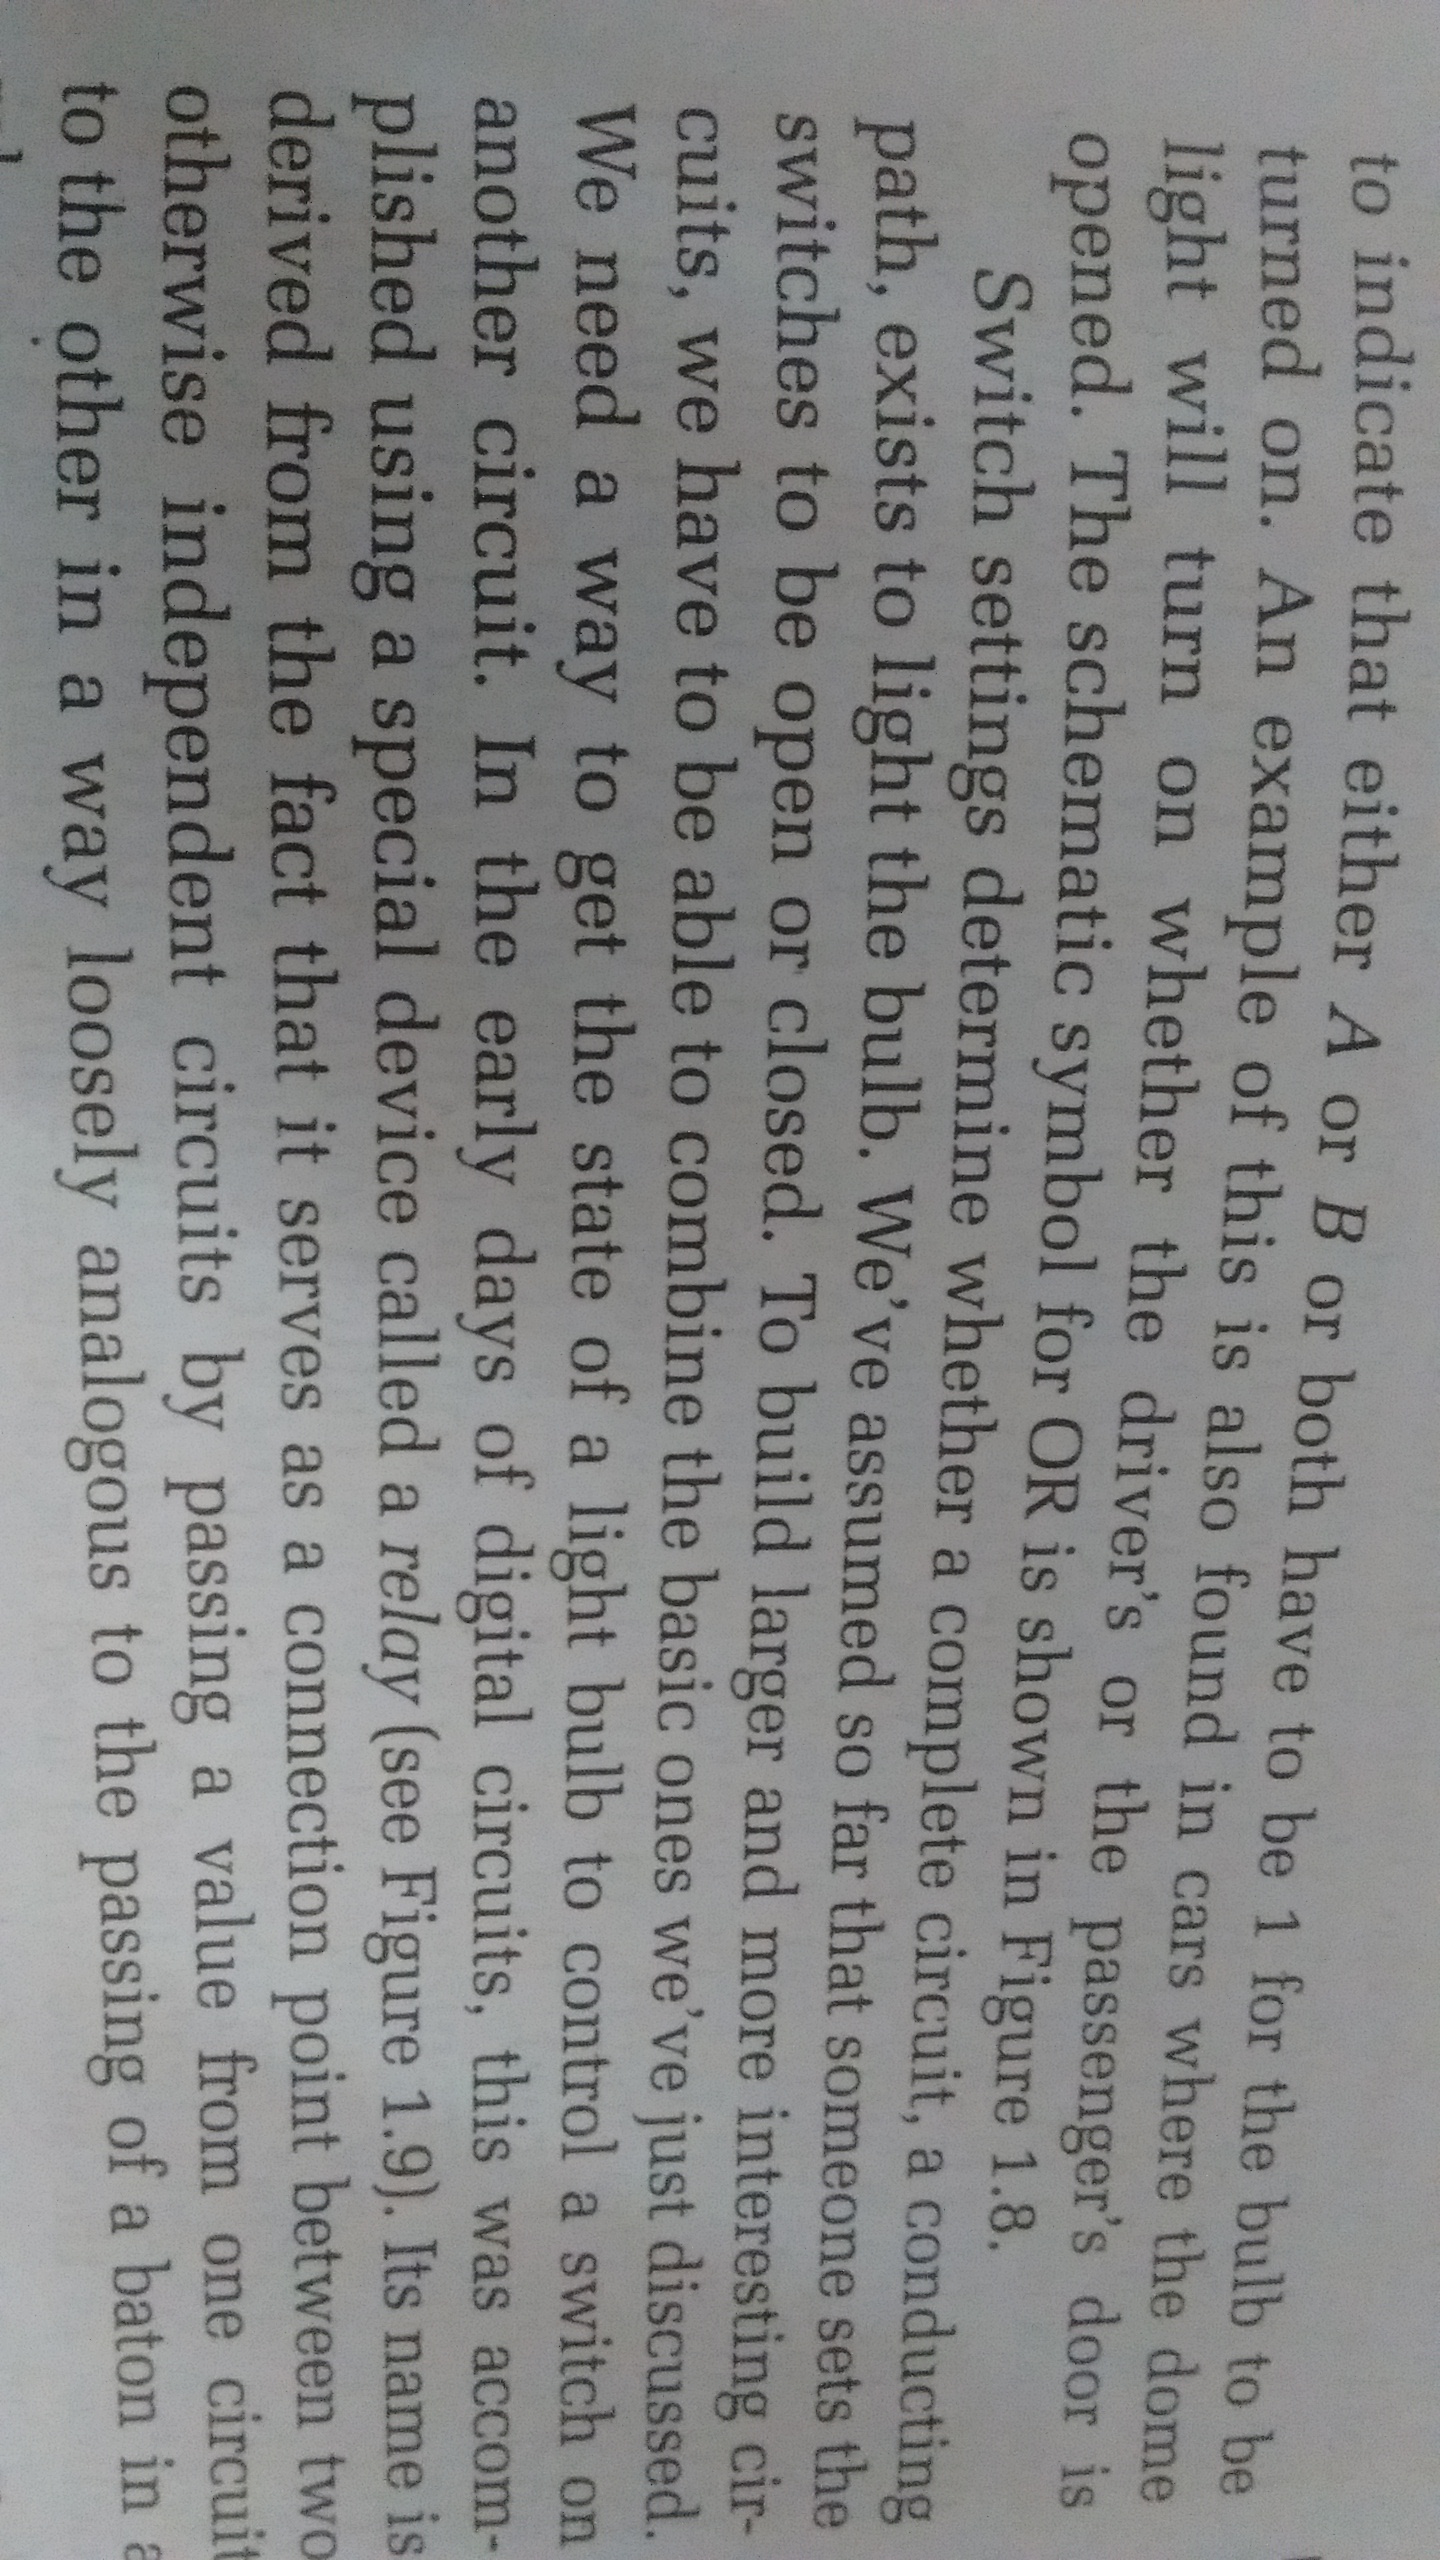 to indicate that either A or B or both have to be 1 for the bulb to be
turned on. An example of this is also found in cars where the dome
light will turn on whether the driver's or the passenger's door is
opened. The schematic symbol for OR is shown in Figure 1.8.
Switch settings determine whether a complete circuit, a conducting
path, exists to light the bulb. We've assumed so far that someone sets the
switches to be open or closed. To build larger and more interesting cir-
cuits, we have to be able to combine the basic ones we've just discussed.
We need a way to get the state of a light bulb to control a switch on
another circuit. In the early days of digital circuits, this was accom-
plished using a special device called a relay (see Figure 1.9). Its name is
derived from the fact that it serves as a connection point between two
otherwise independent circuits by passing a value from one circuit
to the other in a way loosely analogous to the passing of a baton in a